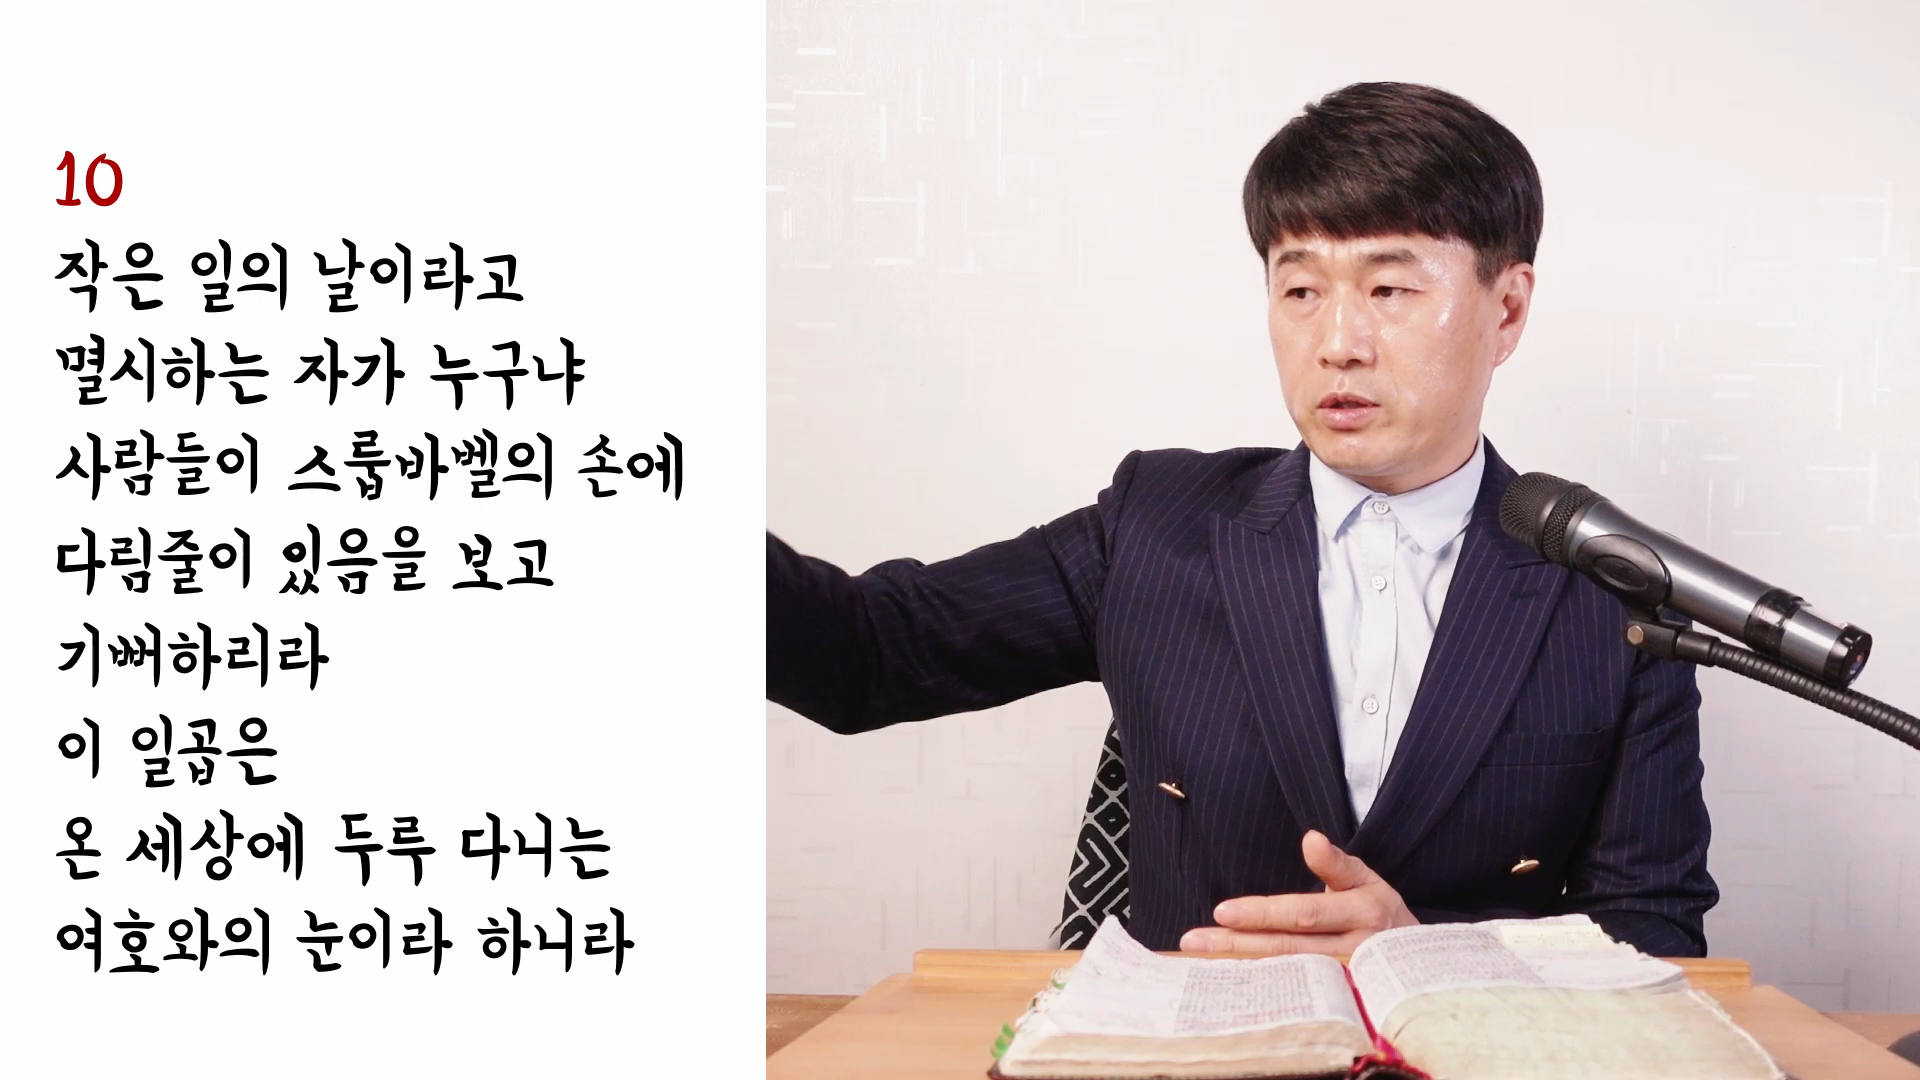 10
작은 일의 날이라고
멸시하는 자가 누구냐
사람들이 스룹바벨의 손에
다림줄이 있음을 보고
기뻐하리라
이 일곱은
온 세상에 두루 다니는
여호와의 눈이라 하니라